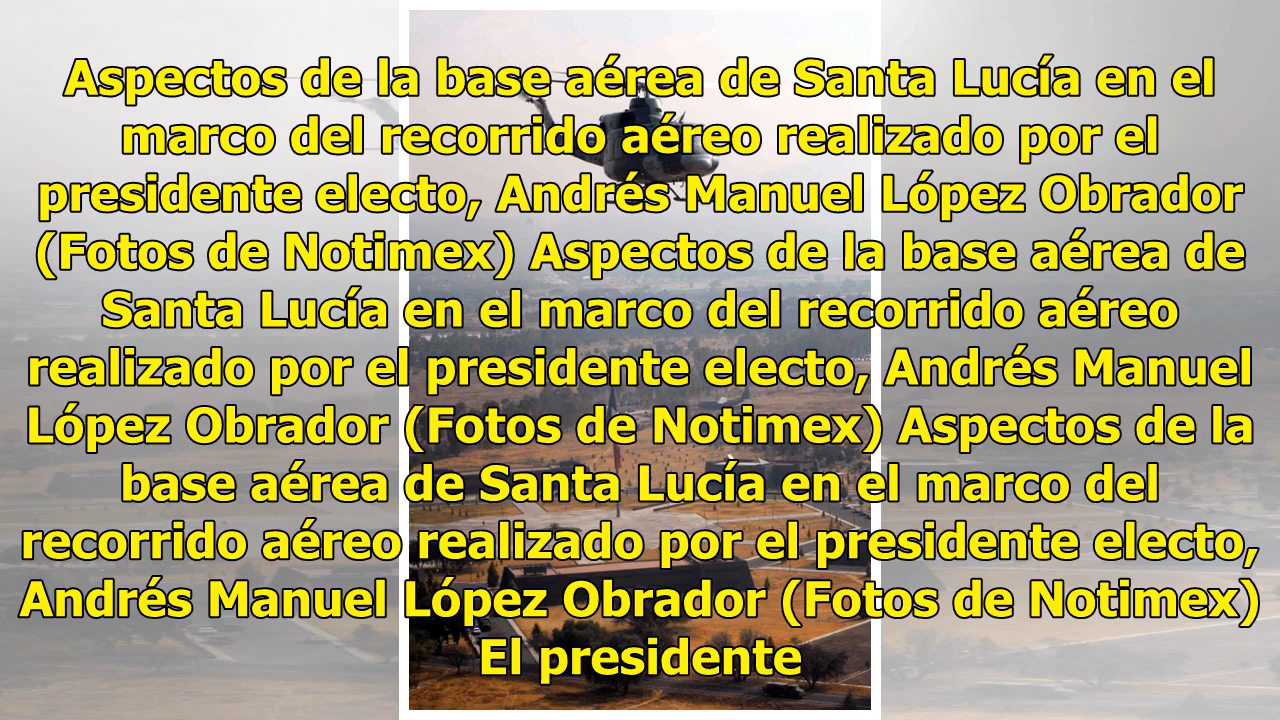 Aspectos de la base aérea de Santa Lucía en el
marco del recorrido aéreo realizado por el
presidente electo, Andrés Manuel López Obrador
(Fotos de Notimex) Aspectos de la base aérea de
Santa Lucía en el marco del recorrido aéreo
realizado por el presidente electo, Andrés Manuel
López Obrador (Fotos de Notimex) Aspectos de la
base aérea de Santa Lucía en el marco del
recorrido aéreo realizado por el presidente electo,
Andrés Manuel López Obrador (Fotos de Notimex)
El presidente